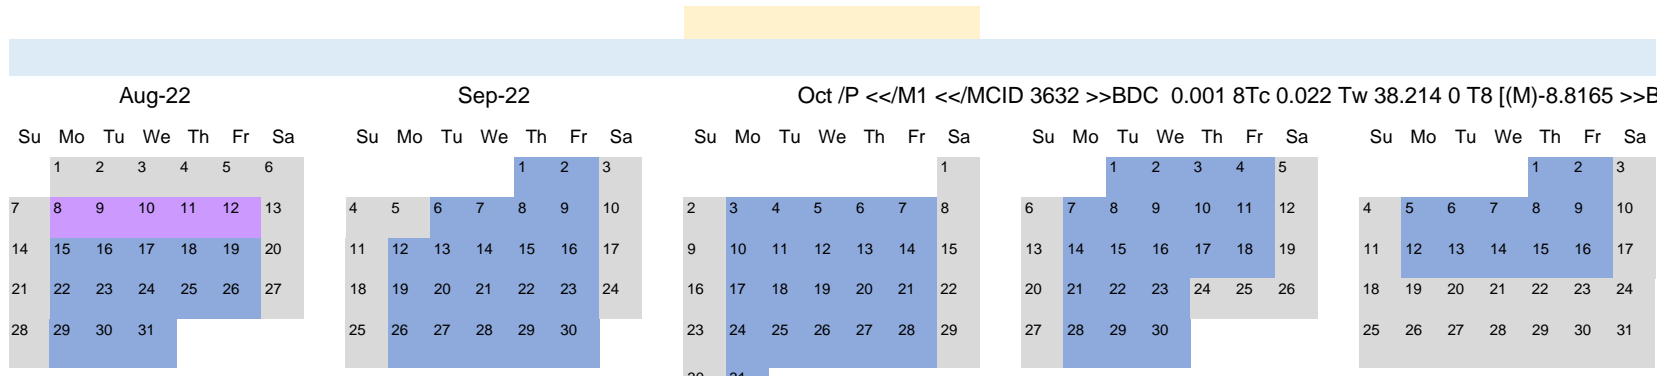 Aug-22 Sep-22 Oct /P <</M1 <</MCID 3632 >>BDC 0.001 8Tc 0.022 Tw 38.214 0 T8 [(M)-8.8165 >>B
Su Mo Tu We Th Fr Sa Su Mo Tu We Th Fr Sa Su Mo Tu We Th Fr Sa Su Mo Tu We Th Fr Sa Su Mo Tu We Th Fr Sa
1 2 3 4 5 6 1 2 3 1 1 2 3 4 5 1 2 3
7 8 9 10 11 12 13 4 5 6 7 8 9 10 2 3 4 5 6 7 8 6 7 8 9 10 11 12 4 5 6 7 8 9 10
14 15 16 17 18 19 20 11 12 13 14 15 16 17 9 10 11 12 13 14 15 13 14 15 16 17 18 19 11 12 13 14 15 16 17
21 22 23 24 25 26 27 18 19 20 21 22 23 24 16 17 18 19 20 21 22 20 21 22 23 24 25 26 18 19 20 21 22 23 24
28 29 30 31 25 26 27 28 29 30 23 24 25 26 27 28 29 27 28 29 30 25 26 27 28 29 30 31
30 31